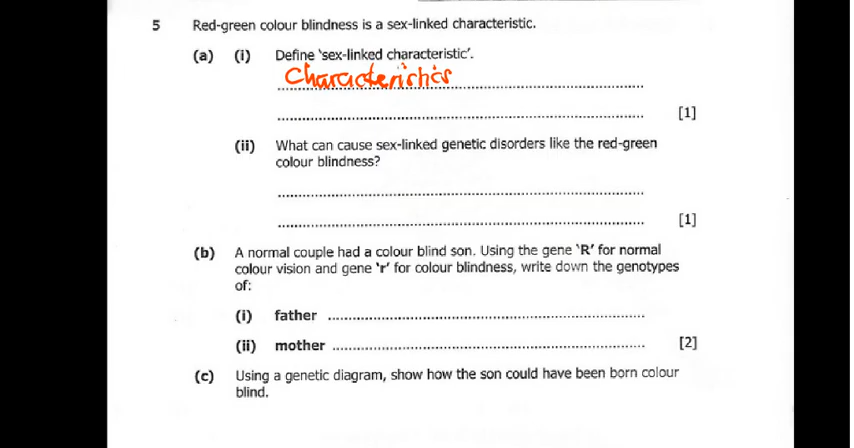 5 Red-green colour blindness is a sex-linked characteristic.
(a) (i) Define ‘sex-linked characteristic’.
Characteristics
[1]
(ii) What can cause sex-linked genetic disorders like the red-green
colour blindness?
[1]
(b) A normal couple had a colour blind son. Using the gene ‘R’ for normal
colour vision and gene ‘r’ for colour blindness, write down the genotypes
of:
(i) father
(ii) mother [2]
(c) Using a genetic diagram, show how the son could have been born colour
blind.